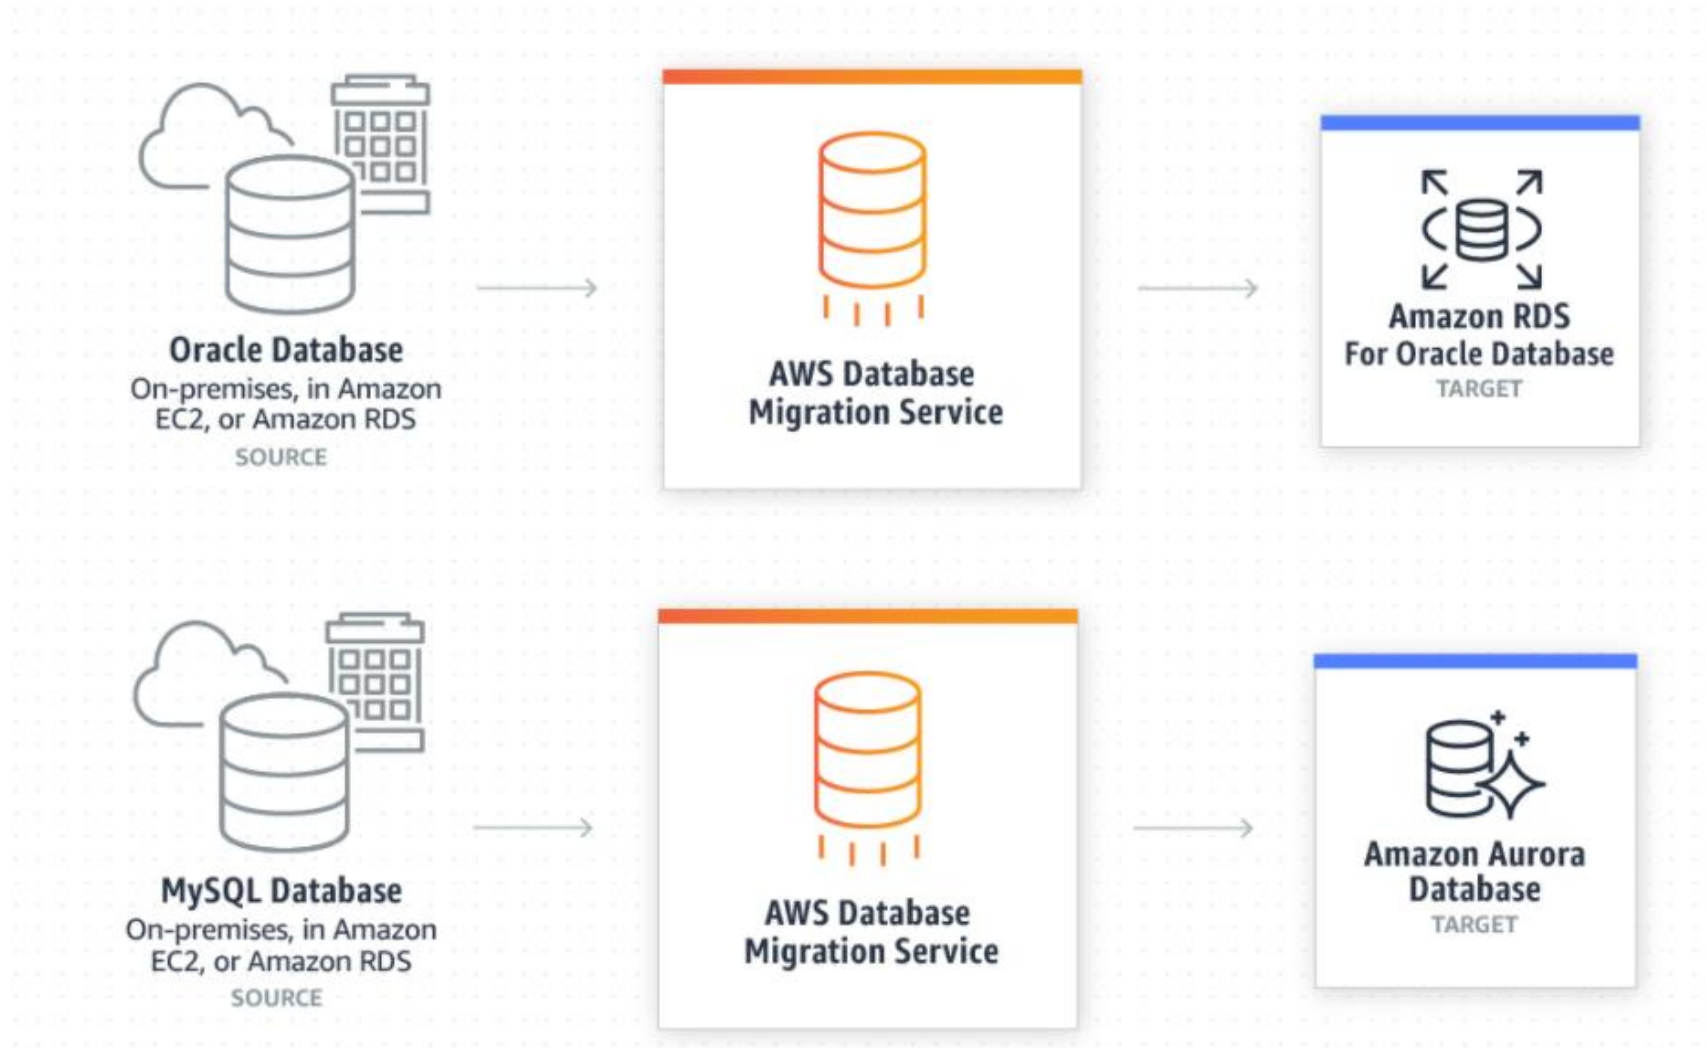 Oracle Database
On-premises, in Amazon
EC2, or Amazon RDS
SOURCE
AWS Database
Migration Service
Amazon RDS
For Oracle Database
TARGET
MySQL Database
On-premises, in Amazon
EC2, or Amazon RDS
SOURCE
AWS Database
Migration Service
Amazon Aurora
Database
TARGET